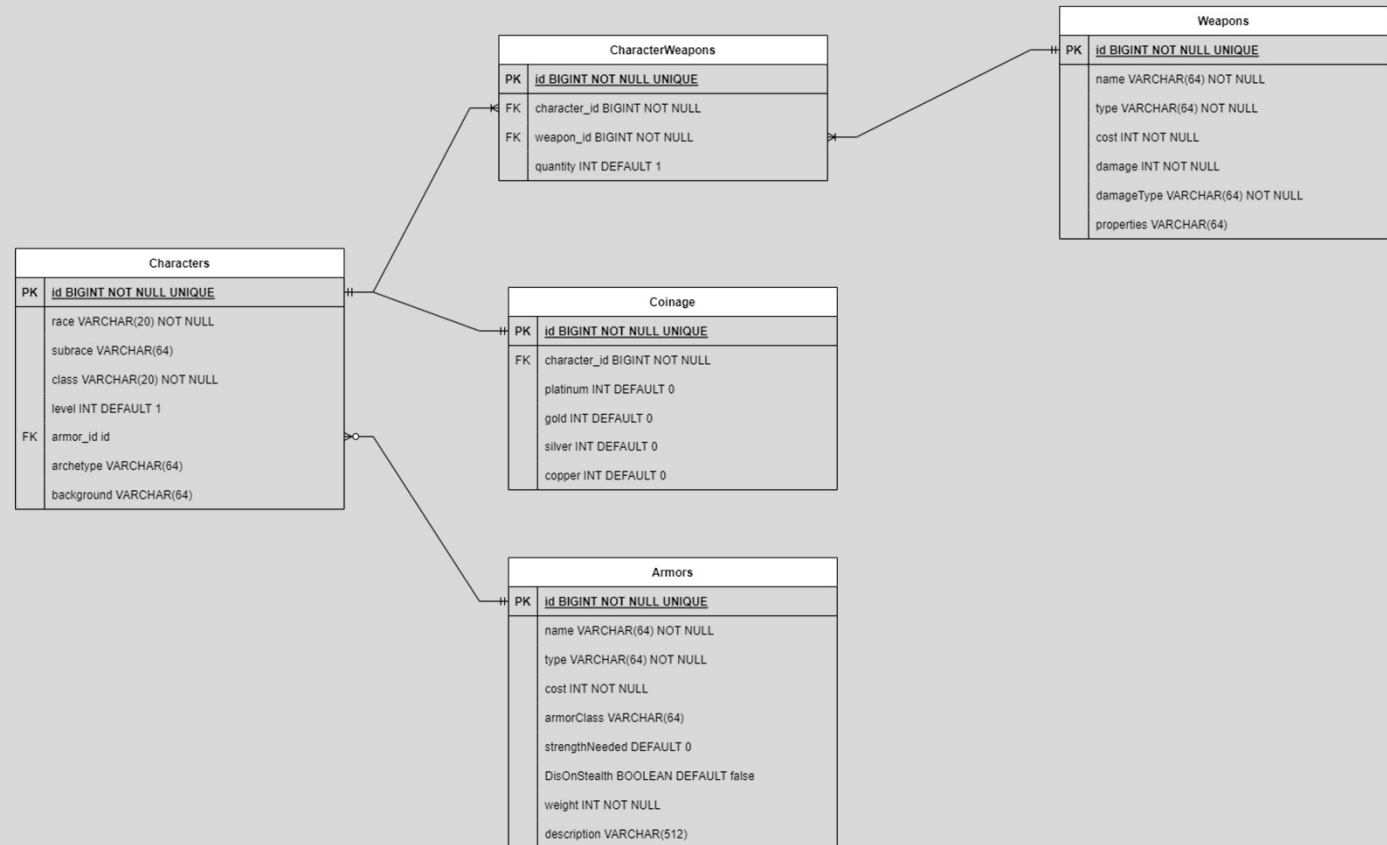 Characters
PK id BIGINT NOT NULL UNIQUE
race VARCHAR(20) NOT NULL
subrace VARCHAR(64)
class VARCHAR(20) NOT NULL
level INT DEFAULT 1
FK armor_id id
archetype VARCHAR(64)
background VARCHAR(64)
CharacterWeapons
PK id BIGINT NOT NULL UNIQUE
FK character_id BIGINT NOT NULL
FK weapon_id BIGINT NOT NULL
quantity INT DEFAULT 1
Coinage
PK id BIGINT NOT NULL UNIQUE
FK character_id BIGINT NOT NULL
platinum INT DEFAULT 0
gold INT DEFAULT 0
silver INT DEFAULT 0
copper INT DEFAULT 0
Armors
PK id BIGINT NOT NULL UNIQUE
name VARCHAR(64) NOT NULL
type VARCHAR(64) NOT NULL
cost INT NOT NULL
armorClass VARCHAR(64)
strengthNeeded DEFAULT 0
DisOnStealth BOOLEAN DEFAULT false
weight INT NOT NULL
description VARCHAR(512)
Weapons
PK id BIGINT NOT NULL UNIQUE
name VARCHAR(64) NOT NULL
type VARCHAR(64) NOT NULL
cost INT NOT NULL
damage INT NOT NULL
damageType VARCHAR(64) NOT NULL
properties VARCHAR(64)